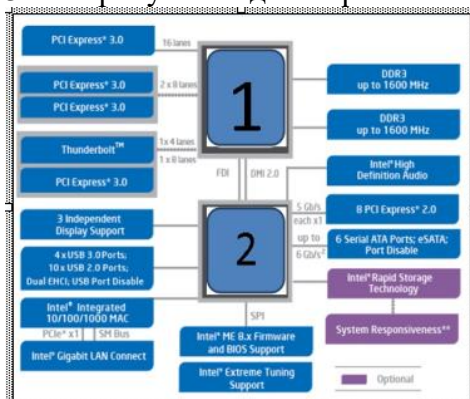 PCI Express* 3.0
16 lanes
PCI Express* 3.0
PCI Express* 3.0
2 x 8 lanes
Thunderbolt™
PCI Express* 3.0
1x 4 lanes
1x 8 lanes
1
DDR3
up to 1600 MHz
DDR3
up to 1600 MHz
FDI
DMI 2.0
Intel® High
Definition Audio
3 Independent
Display Support
4 x USB 3.0 Ports;
10 x USB 2.0 Ports;
Dual EHCI; USB Port Disable
Intel® Integrated
10/100/1000 MAC
PCIe* x1
SM Bus
Intel® Gigabit LAN Connect
2
5 Gb/s
each x1
8 PCI Express* 2.0
up to
6 Gb/s²
6 Serial ATA Ports; eSATA;
Port Disable
Intel® Rapid Storage
Technology
System Responsiveness**
SPI
Intel® ME 8.x Firmware
and BIOS Support
Intel® Extreme Tuning
Support
Optional